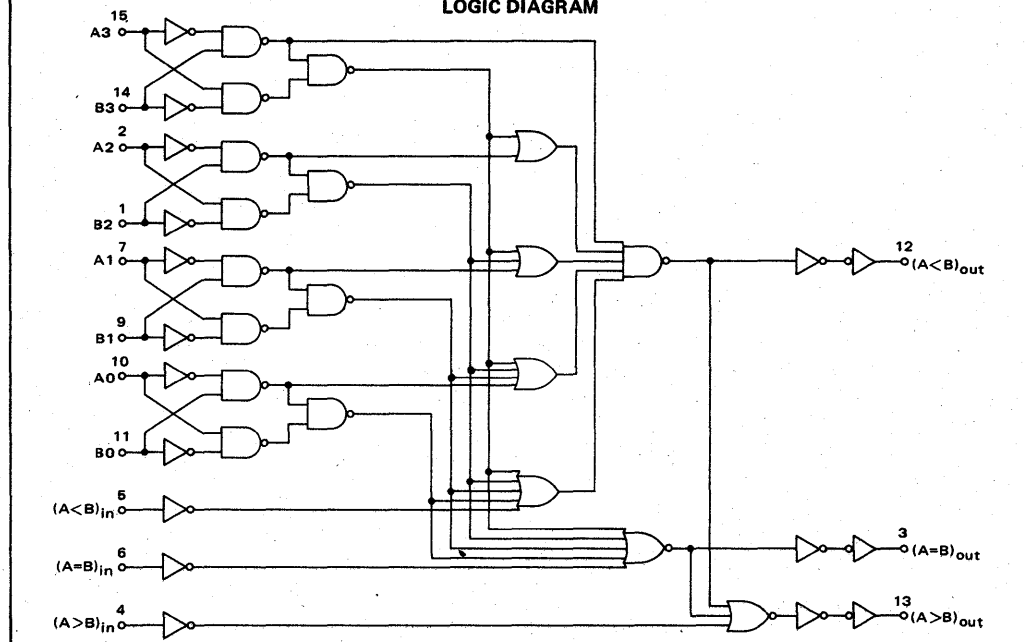 LOGIC DIAGRAM
15
A3
14
B3
2
A2
1
B2
7
A1
9
B1
10
A0
11
B0
5
(A<B)in
6
(A=B)in
4
(A>B)in
12
(A<B)out
3
(A=B)out
13
(A>B)out